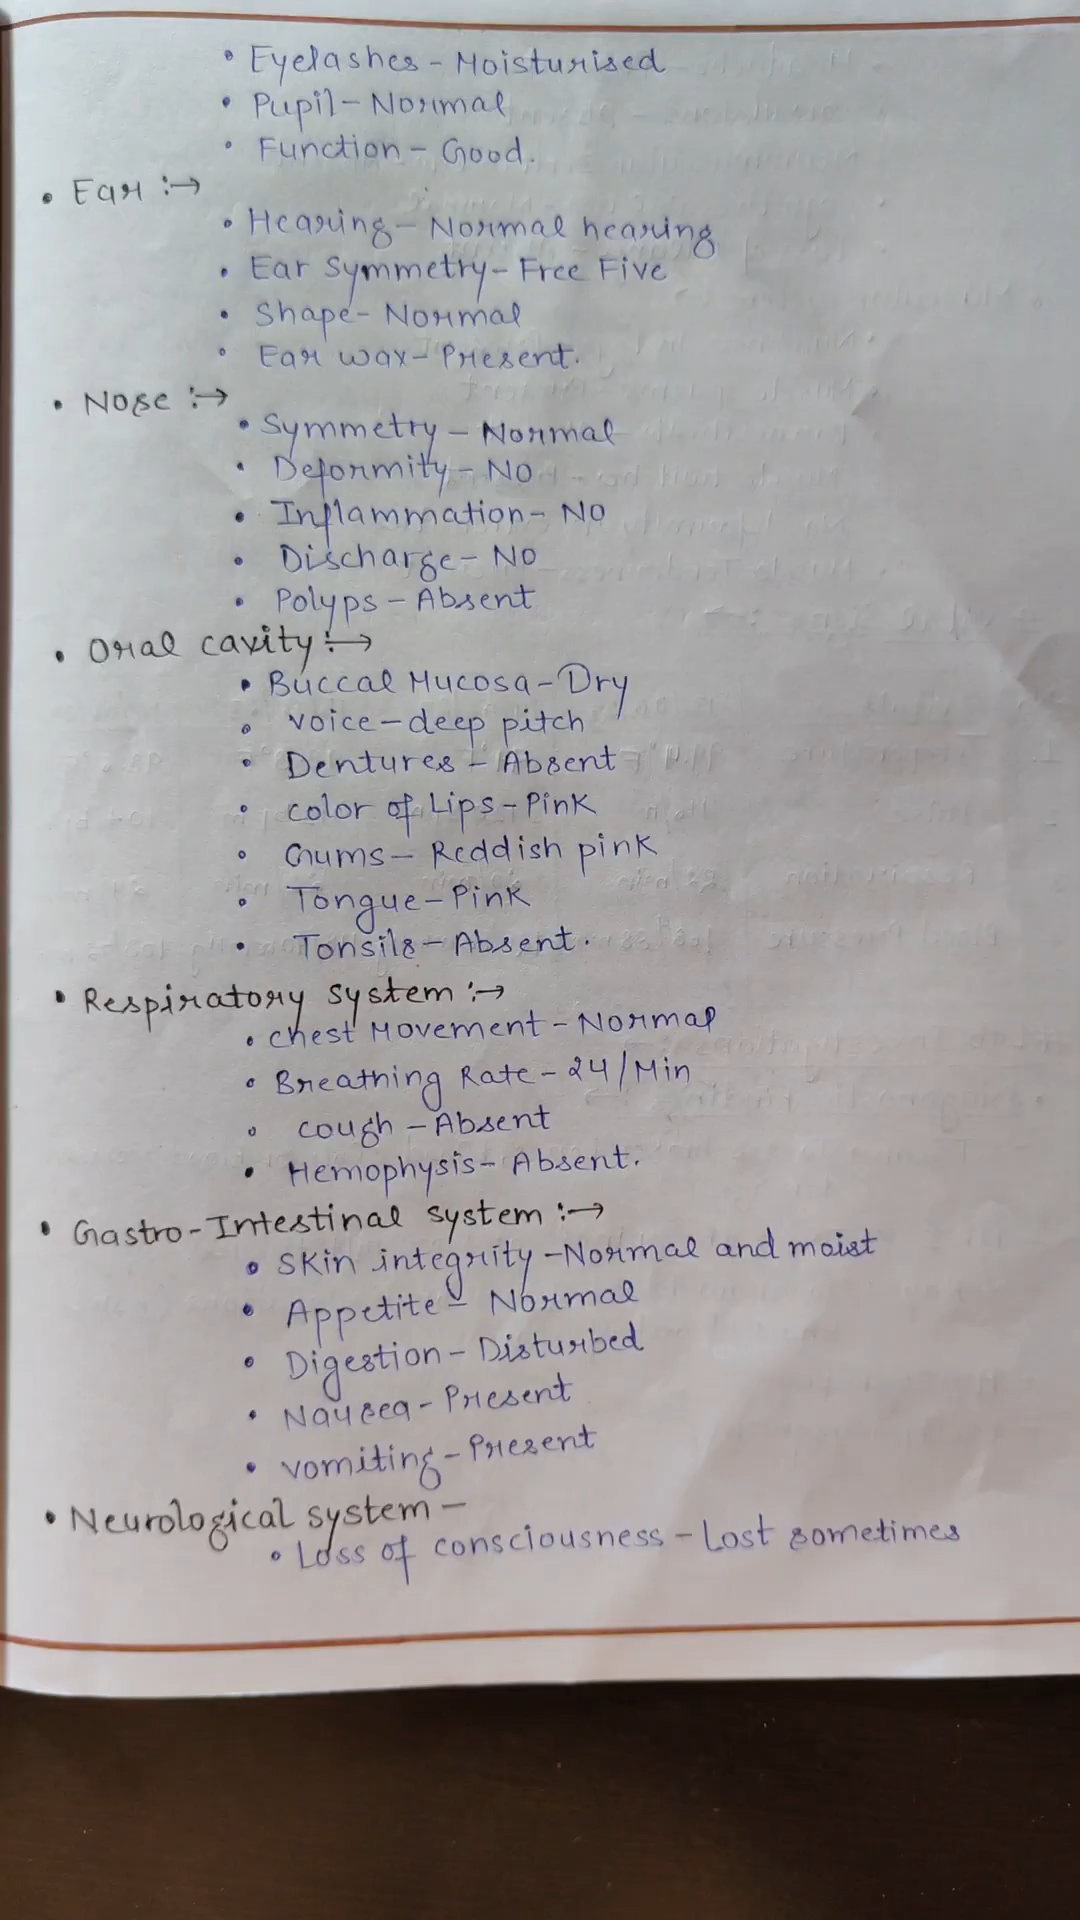 • Eyelashes - Moisturised
• Pupil - Normal
• Function - Good.
• Ear :→
• Hearing - Normal hearing
• Ear Symmetry - Free Five
• Shape - Normal
• Ear wax - Present.
• Nose :→
• Symmetry - Normal
• Deformity - No
• Inflammation - No
• Discharge - No
• Polyps - Absent
• Oral cavity :→
• Buccal Mucosa - Dry
• voice - deep pitch
• Dentures - Absent
• color of Lips - Pink
• Gums - Reddish pink
• Tongue - Pink
• Tonsils - Absent.
• Respiratory system :→
• chest Movement - Normal
• Breathing Rate - 24/Min
• cough - Absent
• Hemophysis - Absent.
• Gastro-Intestinal system :→
• Skin integrity - Normal and moist
• Appetite - Normal
• Digestion - Disturbed
• Nausea - Present
• vomiting - Present
• Neurological system -
• Loss of consciousness - Lost sometimes